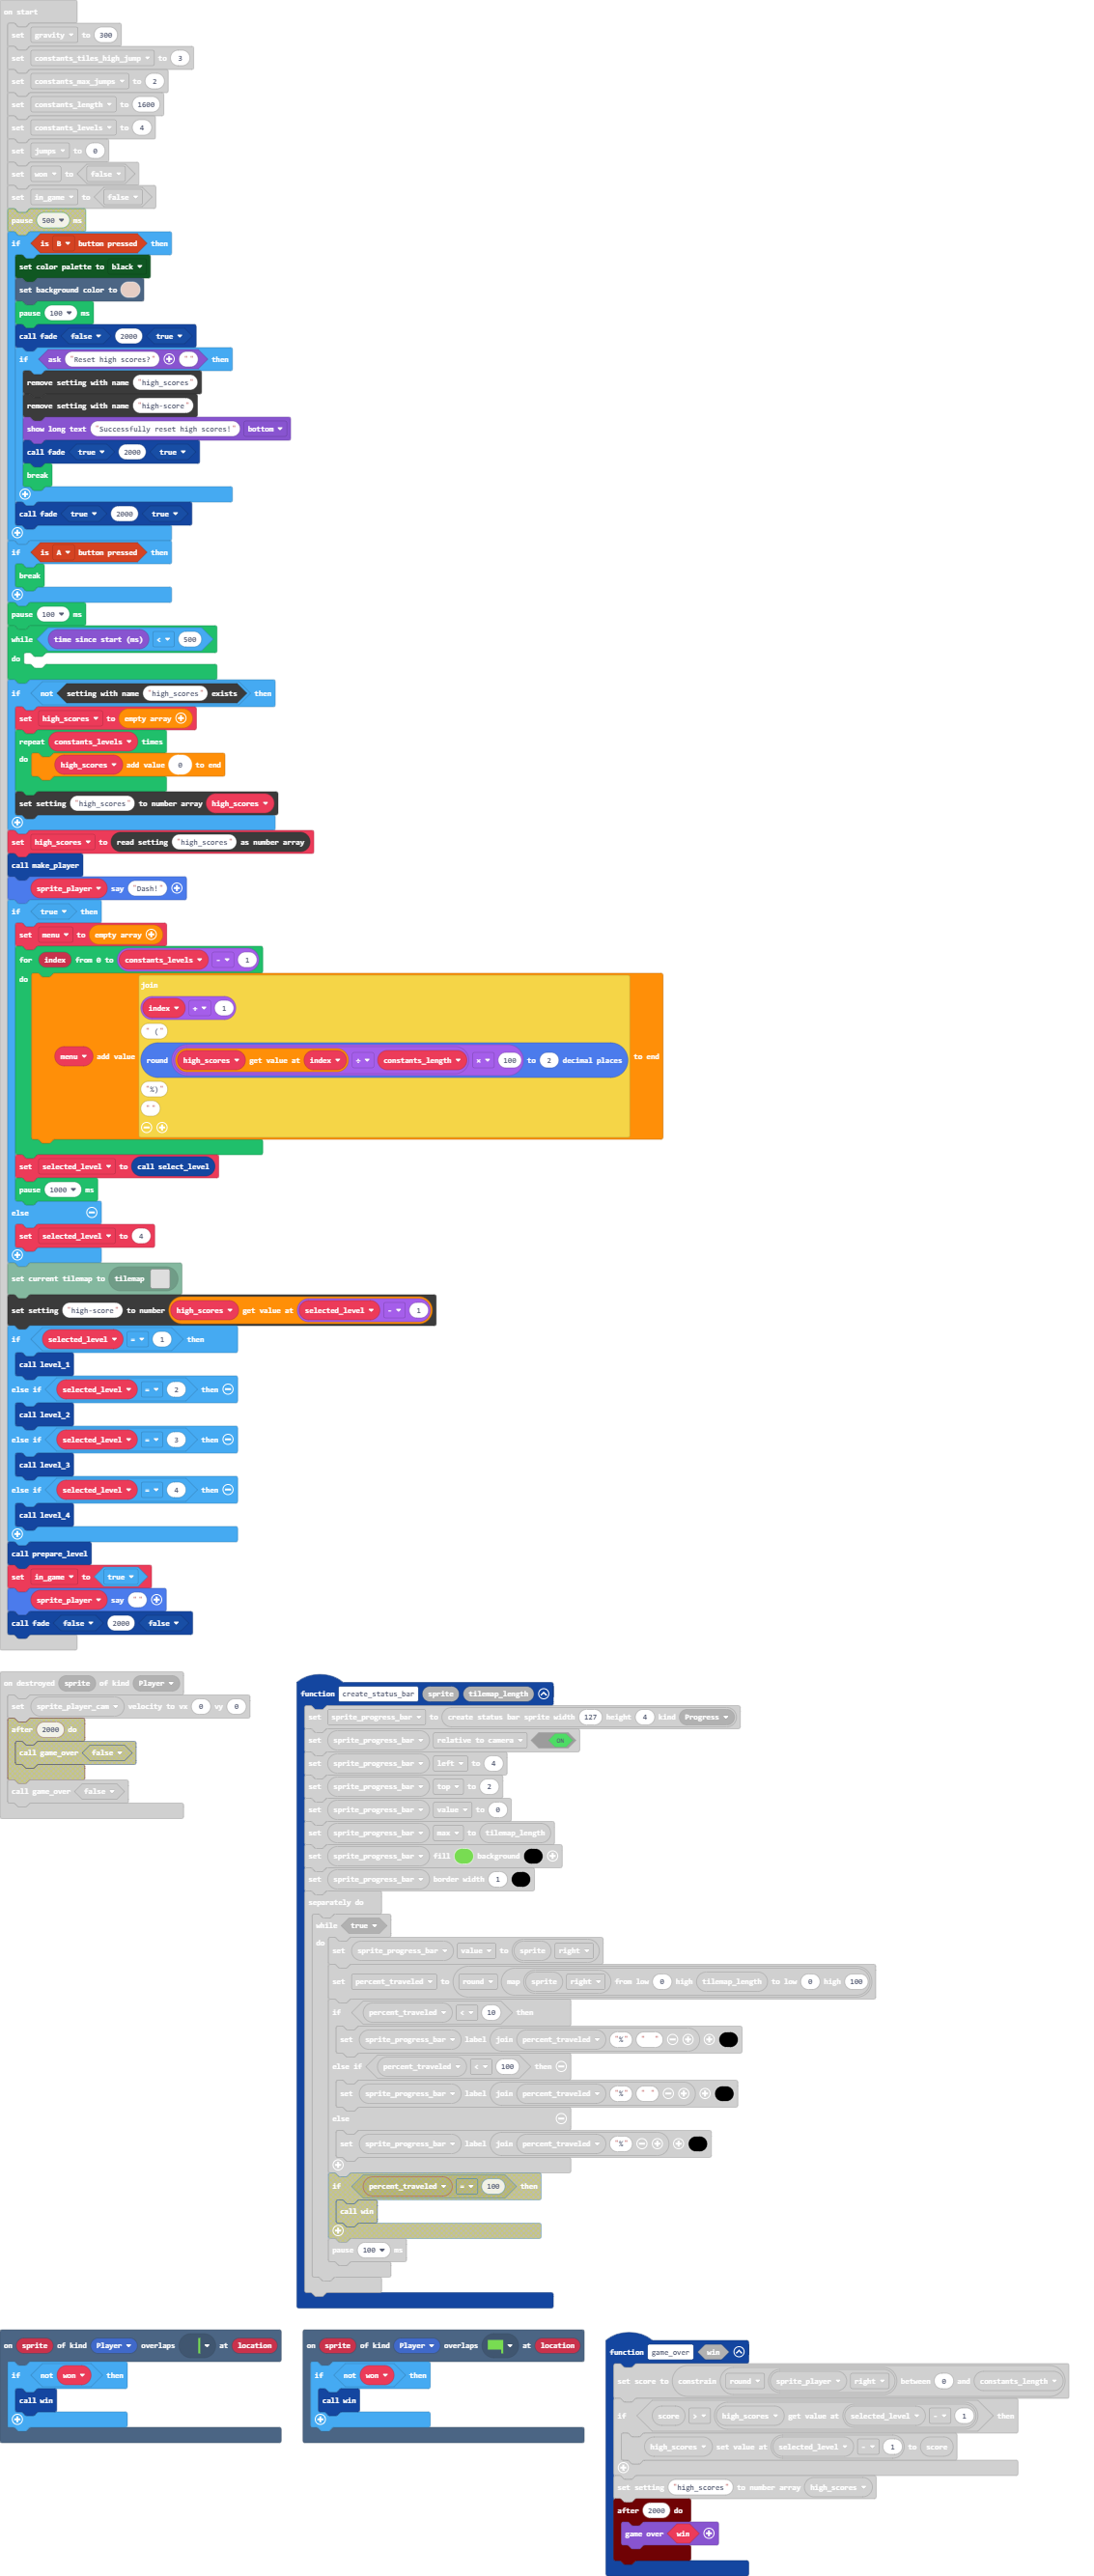 on start
set gravity to 300
set constants_tiles_high_jump to 3
set constants_max_jumps to 2
set constants_length to 1600
set constants_levels to 4
set jumps to 0
set won to false
set in_game to false
pause 500 ms
if is B button pressed then
set color palette to black
set background color to
pause 100 ms
call fade false 2000 true
if ask "Reset high scores?" "" then
remove setting with name "high_scores"
remove setting with name "high-score"
show long text "Successfully reset high scores!" bottom
call fade true 2000 true
break
call fade true 2000 true
if is A button pressed then
break
pause 100 ms
while time since start (ms) < 500
do
if not setting with name "high_scores" exists then
set high_scores to empty array
repeat constants_levels times
do high_scores add value 0 to end
set setting "high_scores" to number array high_scores
set high_scores to read setting "high_scores" as number array
call make_player
sprite_player say "Dash!"
if true then
set menu to empty array
for index from 0 to constants_levels - 1
do
join
index + 1
" ("
menu add value round high_scores get value at index ÷ constants_length × 100 to 2 decimal places to end
"%)"
""
set selected_level to call select_level
pause 1000 ms
else
set selected_level to 4
set current tilemap to tilemap
set setting "high-score" to number high_scores get value at selected_level - 1
if selected_level = 1 then
call level_1
else if selected_level = 2 then
call level_2
else if selected_level = 3 then
call level_3
else if selected_level = 4 then
call level_4
call prepare_level
set in_game to true
sprite_player say ""
call fade false 2000 false
on destroyed sprite of kind Player
set sprite_player_cam velocity to vx 0 vy 0
after 2000 do
call game_over false
call game_over false
function create_status_bar sprite tilemap_length
set sprite_progress_bar to create status bar sprite width 127 height 4 kind Progress
set sprite_progress_bar relative to camera ON
set sprite_progress_bar left to 4
set sprite_progress_bar top to 2
set sprite_progress_bar value to 0
set sprite_progress_bar max to tilemap_length
set sprite_progress_bar fill background
set sprite_progress_bar border width 1
separately do
while true
do
set sprite_progress_bar value to sprite right
set percent_traveled to round map sprite right from low 0 high tilemap_length to low 0 high 100
if percent_traveled < 10 then
set sprite_progress_bar label join percent_traveled "%" "  "
else if percent_traveled < 100 then
set sprite_progress_bar label join percent_traveled "%" " "
else
set sprite_progress_bar label join percent_traveled "%"
if percent_traveled = 100 then
call win
pause 100 ms
on sprite of kind Player overlaps at location
if not won then
call win
on sprite of kind Player overlaps at location
if not won then
call win
function game_over win
set score to constrain round sprite_player right between 0 and constants_length
if score > high_scores get value at selected_level - 1 then
high_scores set value at selected_level - 1 to score
set setting "high_scores" to number array high_scores
after 2000 do
game over win